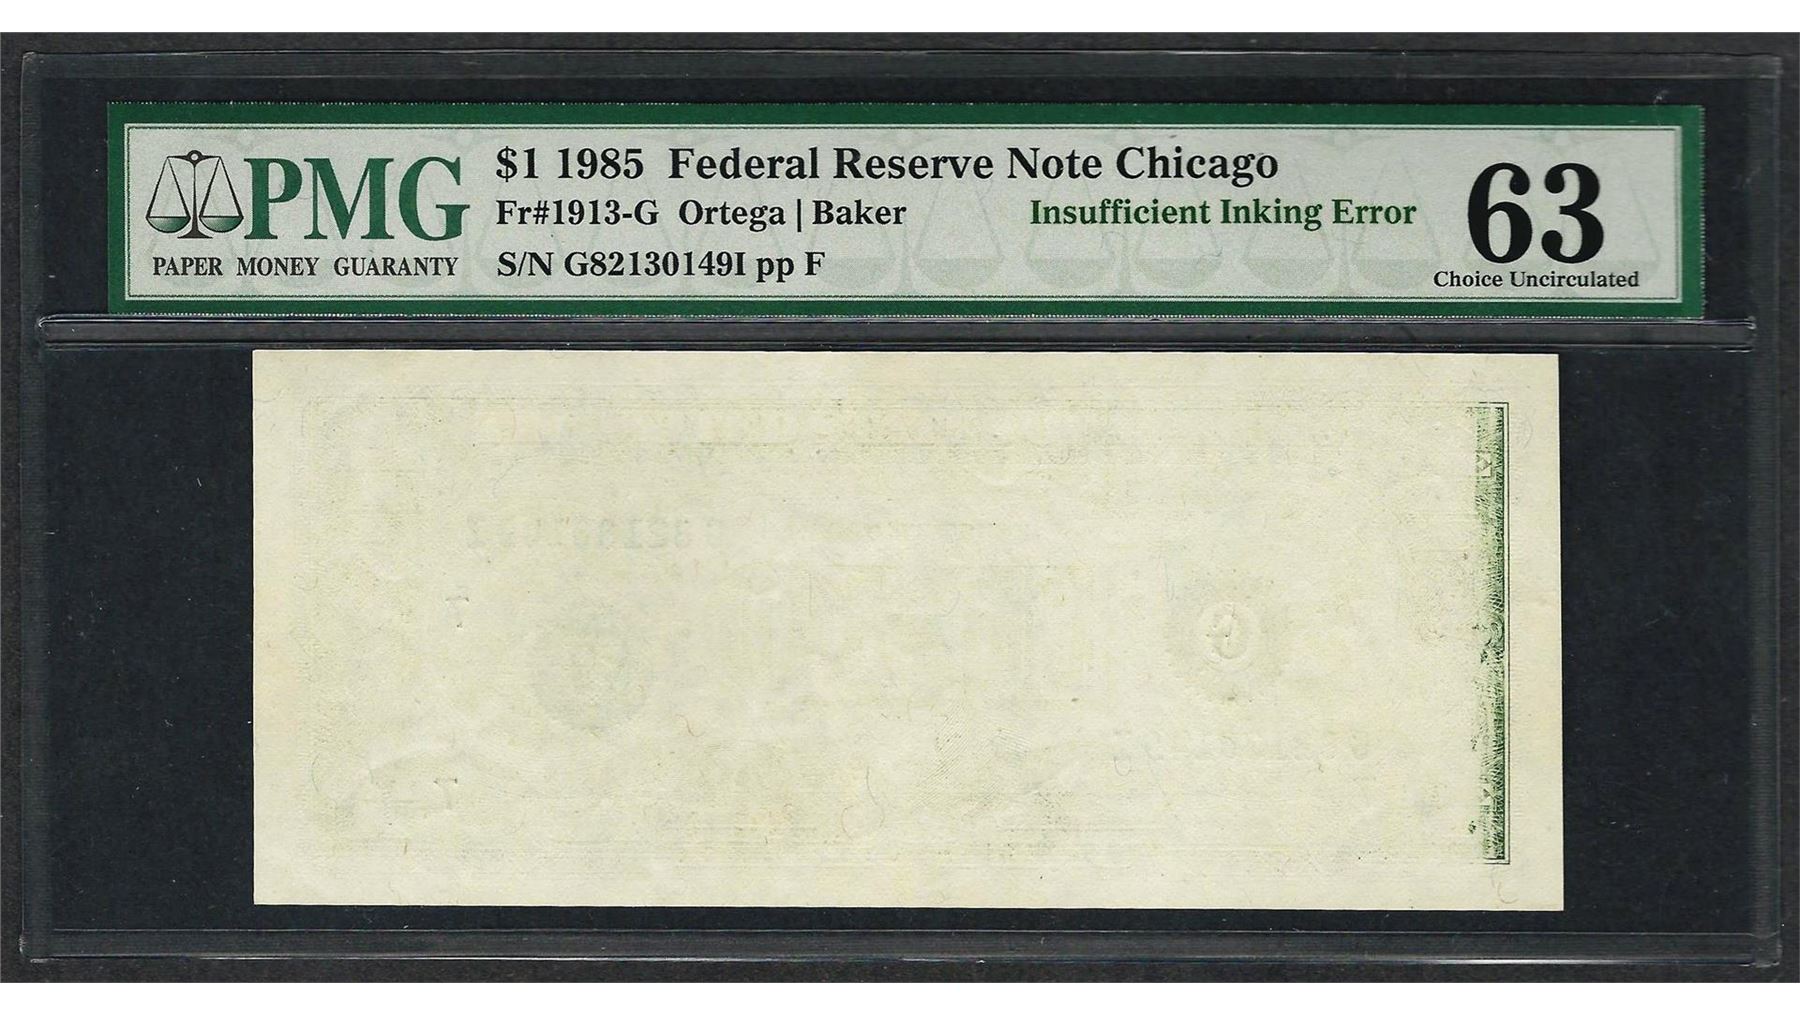 PMG
PAPER MONEY GUARANTY
$1 1985 Federal Reserve Note Chicago
Fr#1913-G Ortega | Baker
Insufficient Inking Error
S/N G82130149I pp F
63
Choice Uncirculated